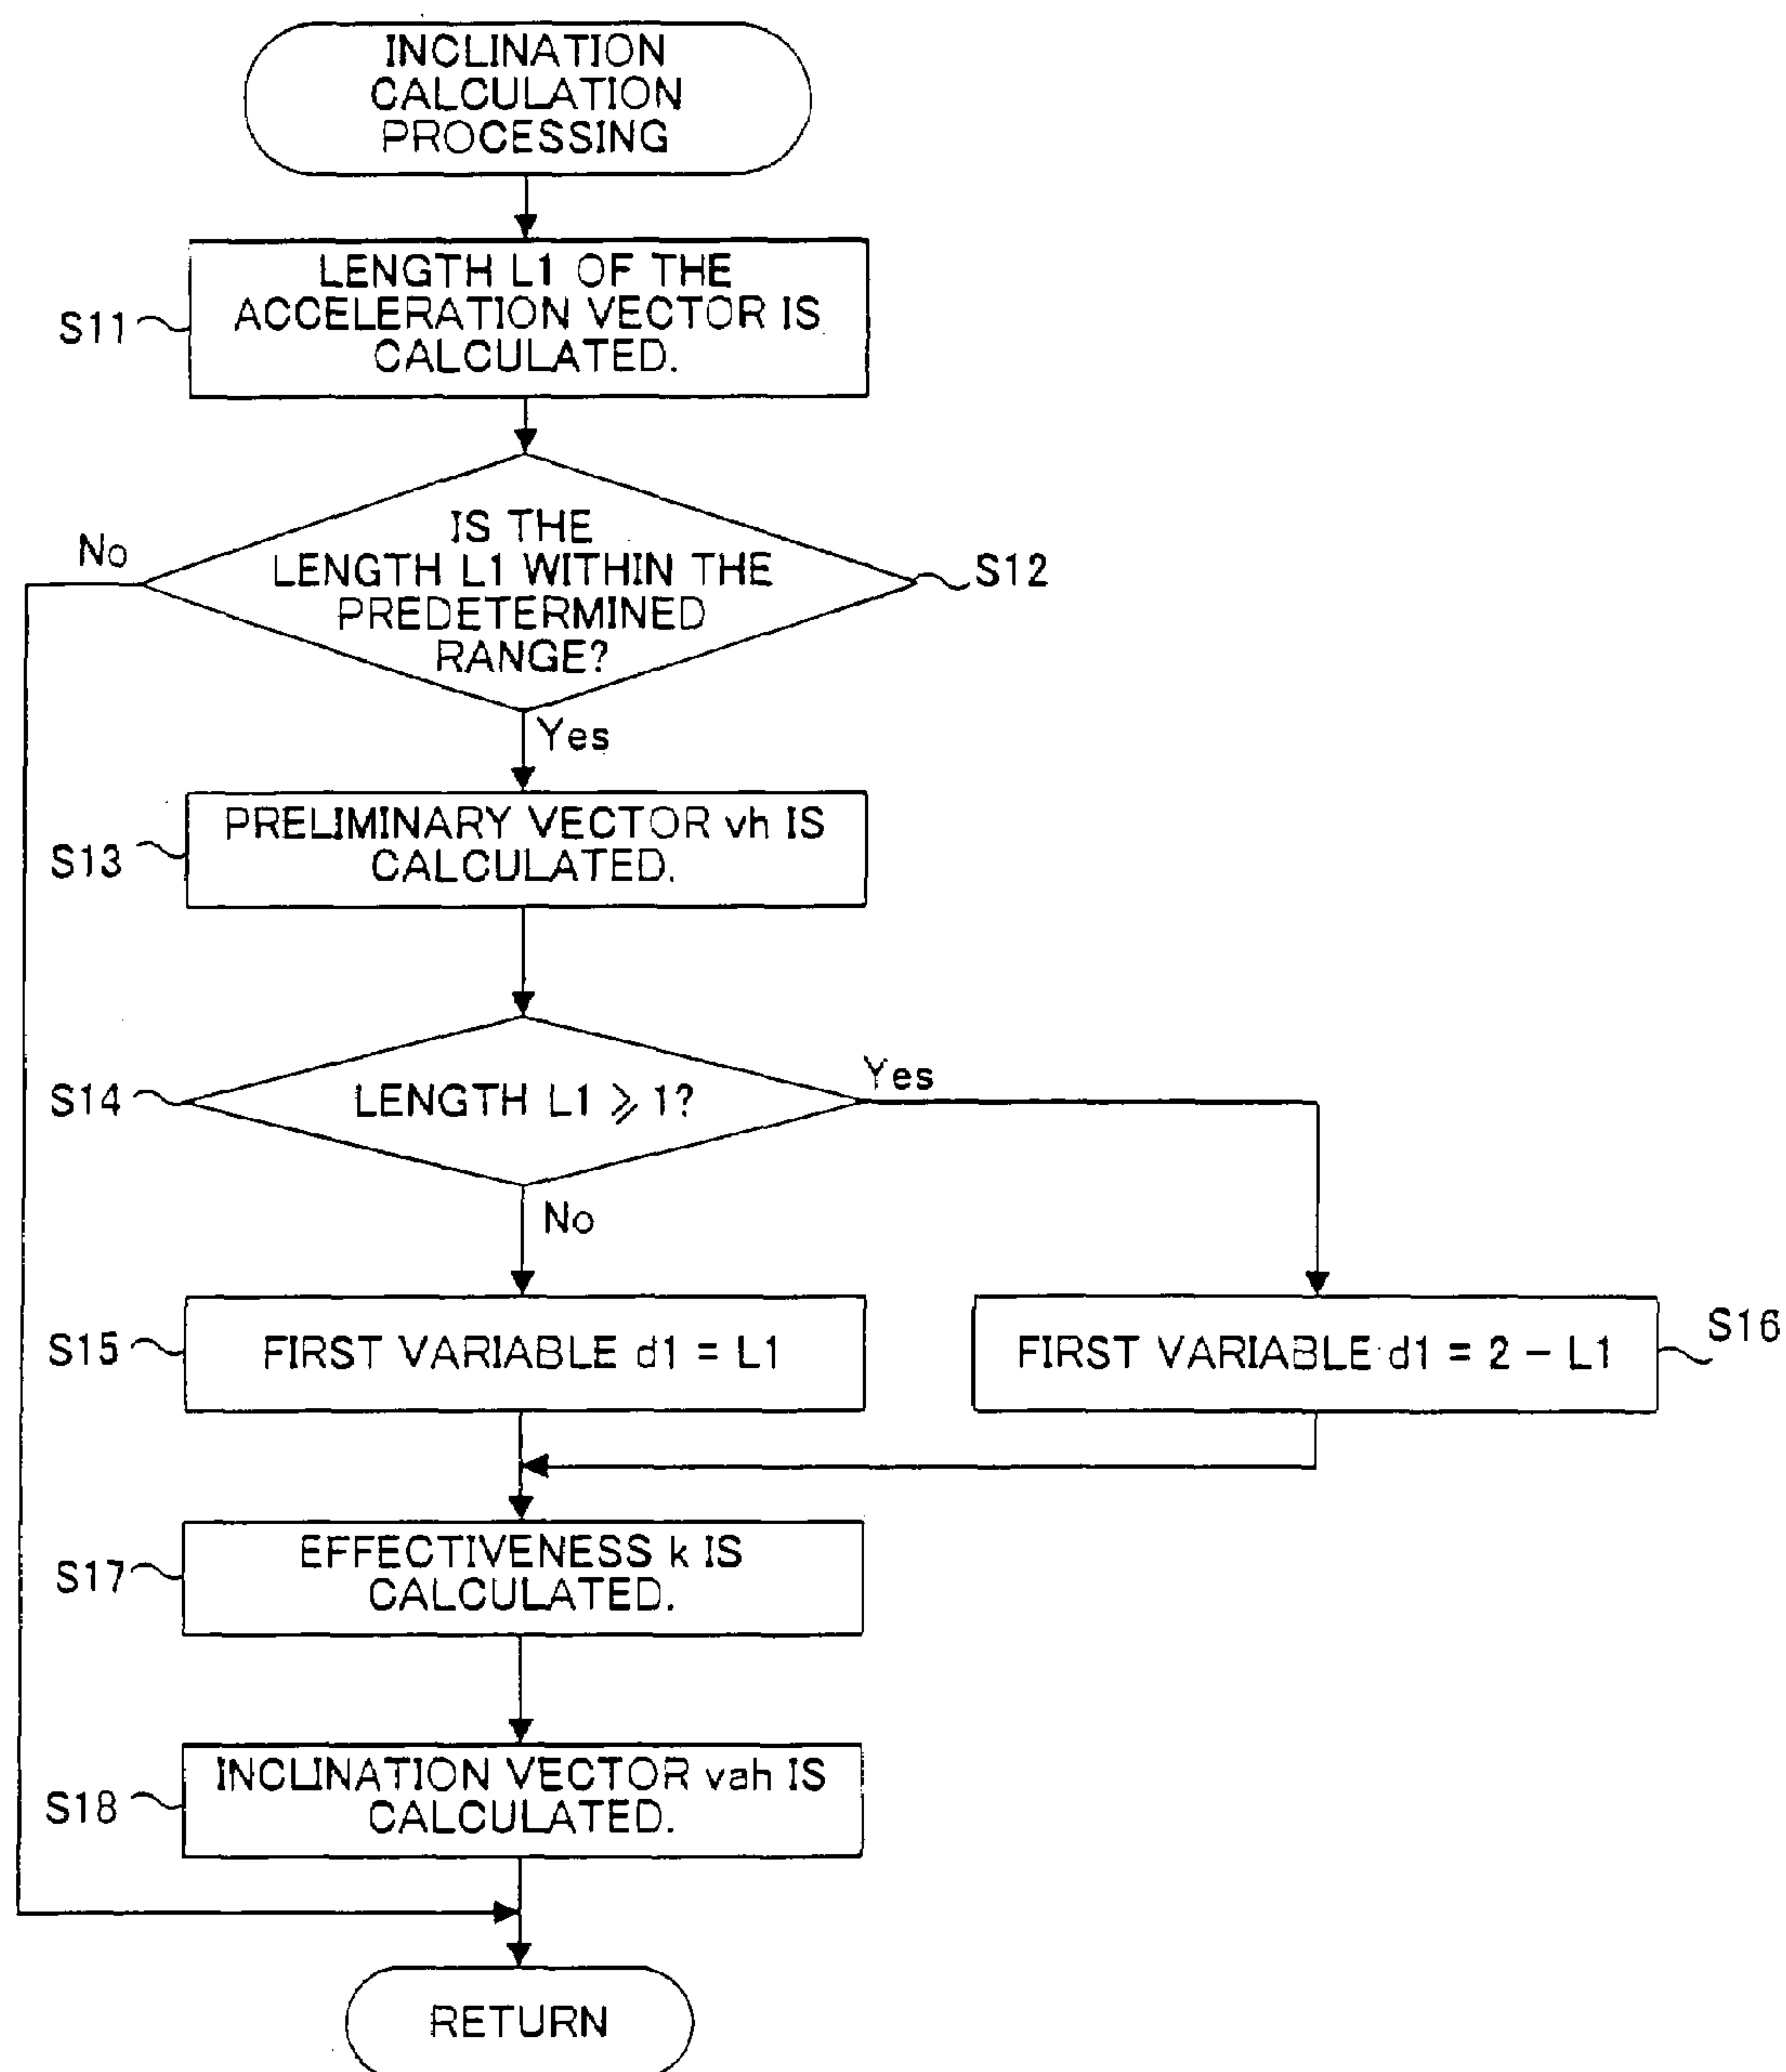 INCLINATION
CALCULATION
PROCESSING
LENGTH L1 OF THE
ACCELERATION VECTOR IS
CALCULATED.
S11
IS THE
LENGTH L1 WITHIN THE
PREDETERMINED
RANGE?
No
S12
Yes
PRELIMINARY VECTOR vh IS
CALCULATED.
S13
S14
LENGTH L1 ⩾ 1?
Yes
No
S15
FIRST VARIABLE d1 = L1
FIRST VARIABLE d1 = 2 - L1
S16
EFFECTIVENESS k IS
CALCULATED.
S17
INCLINATION VECTOR vah IS
CALCULATED.
S18
RETURN